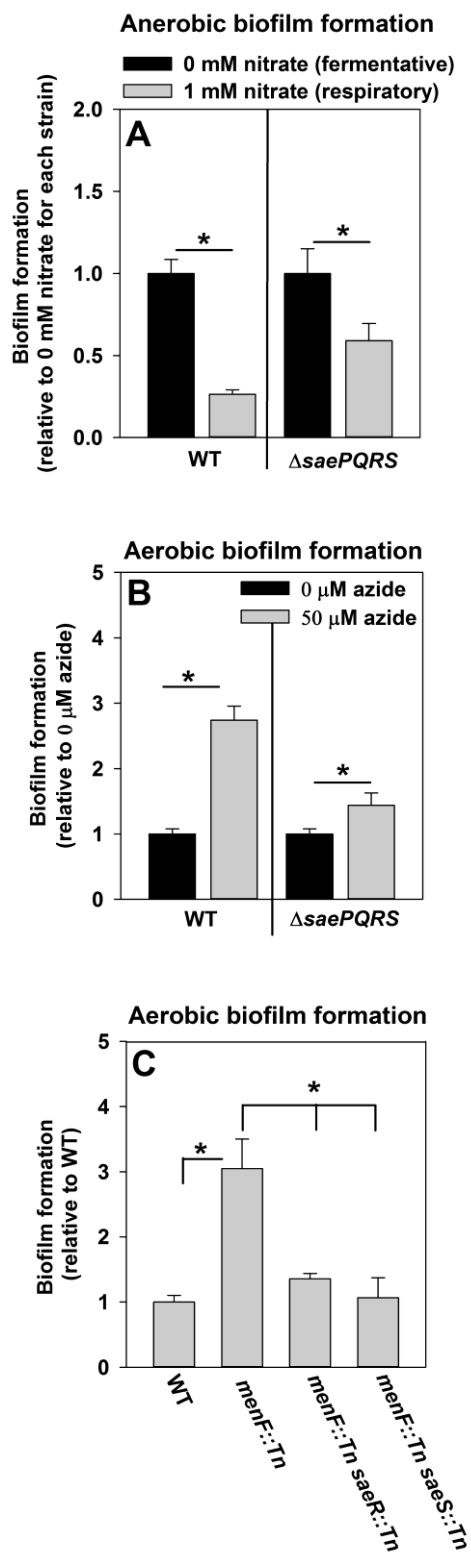 Anerobic biofilm formation
0 mM nitrate (fermentative)
1 mM nitrate (respiratory)
A
Biofilm formation
(relative to 0 mM nitrate for each strain)
2.0
1.5
1.0
0.5
0.0
*
*
WT
ΔsaePQRS
Aerobic biofilm formation
B
0 μM azide
50 μM azide
Biofilm formation
(relative to 0 μM azide)
5
4
3
2
1
0
*
*
WT
ΔsaePQRS
Aerobic biofilm formation
C
Biofilm formation
(relative to WT)
5
4
3
2
1
0
*
*
WT
menF::Tn
menF::Tn saeR::Tn
menF::Tn saeS::Tn